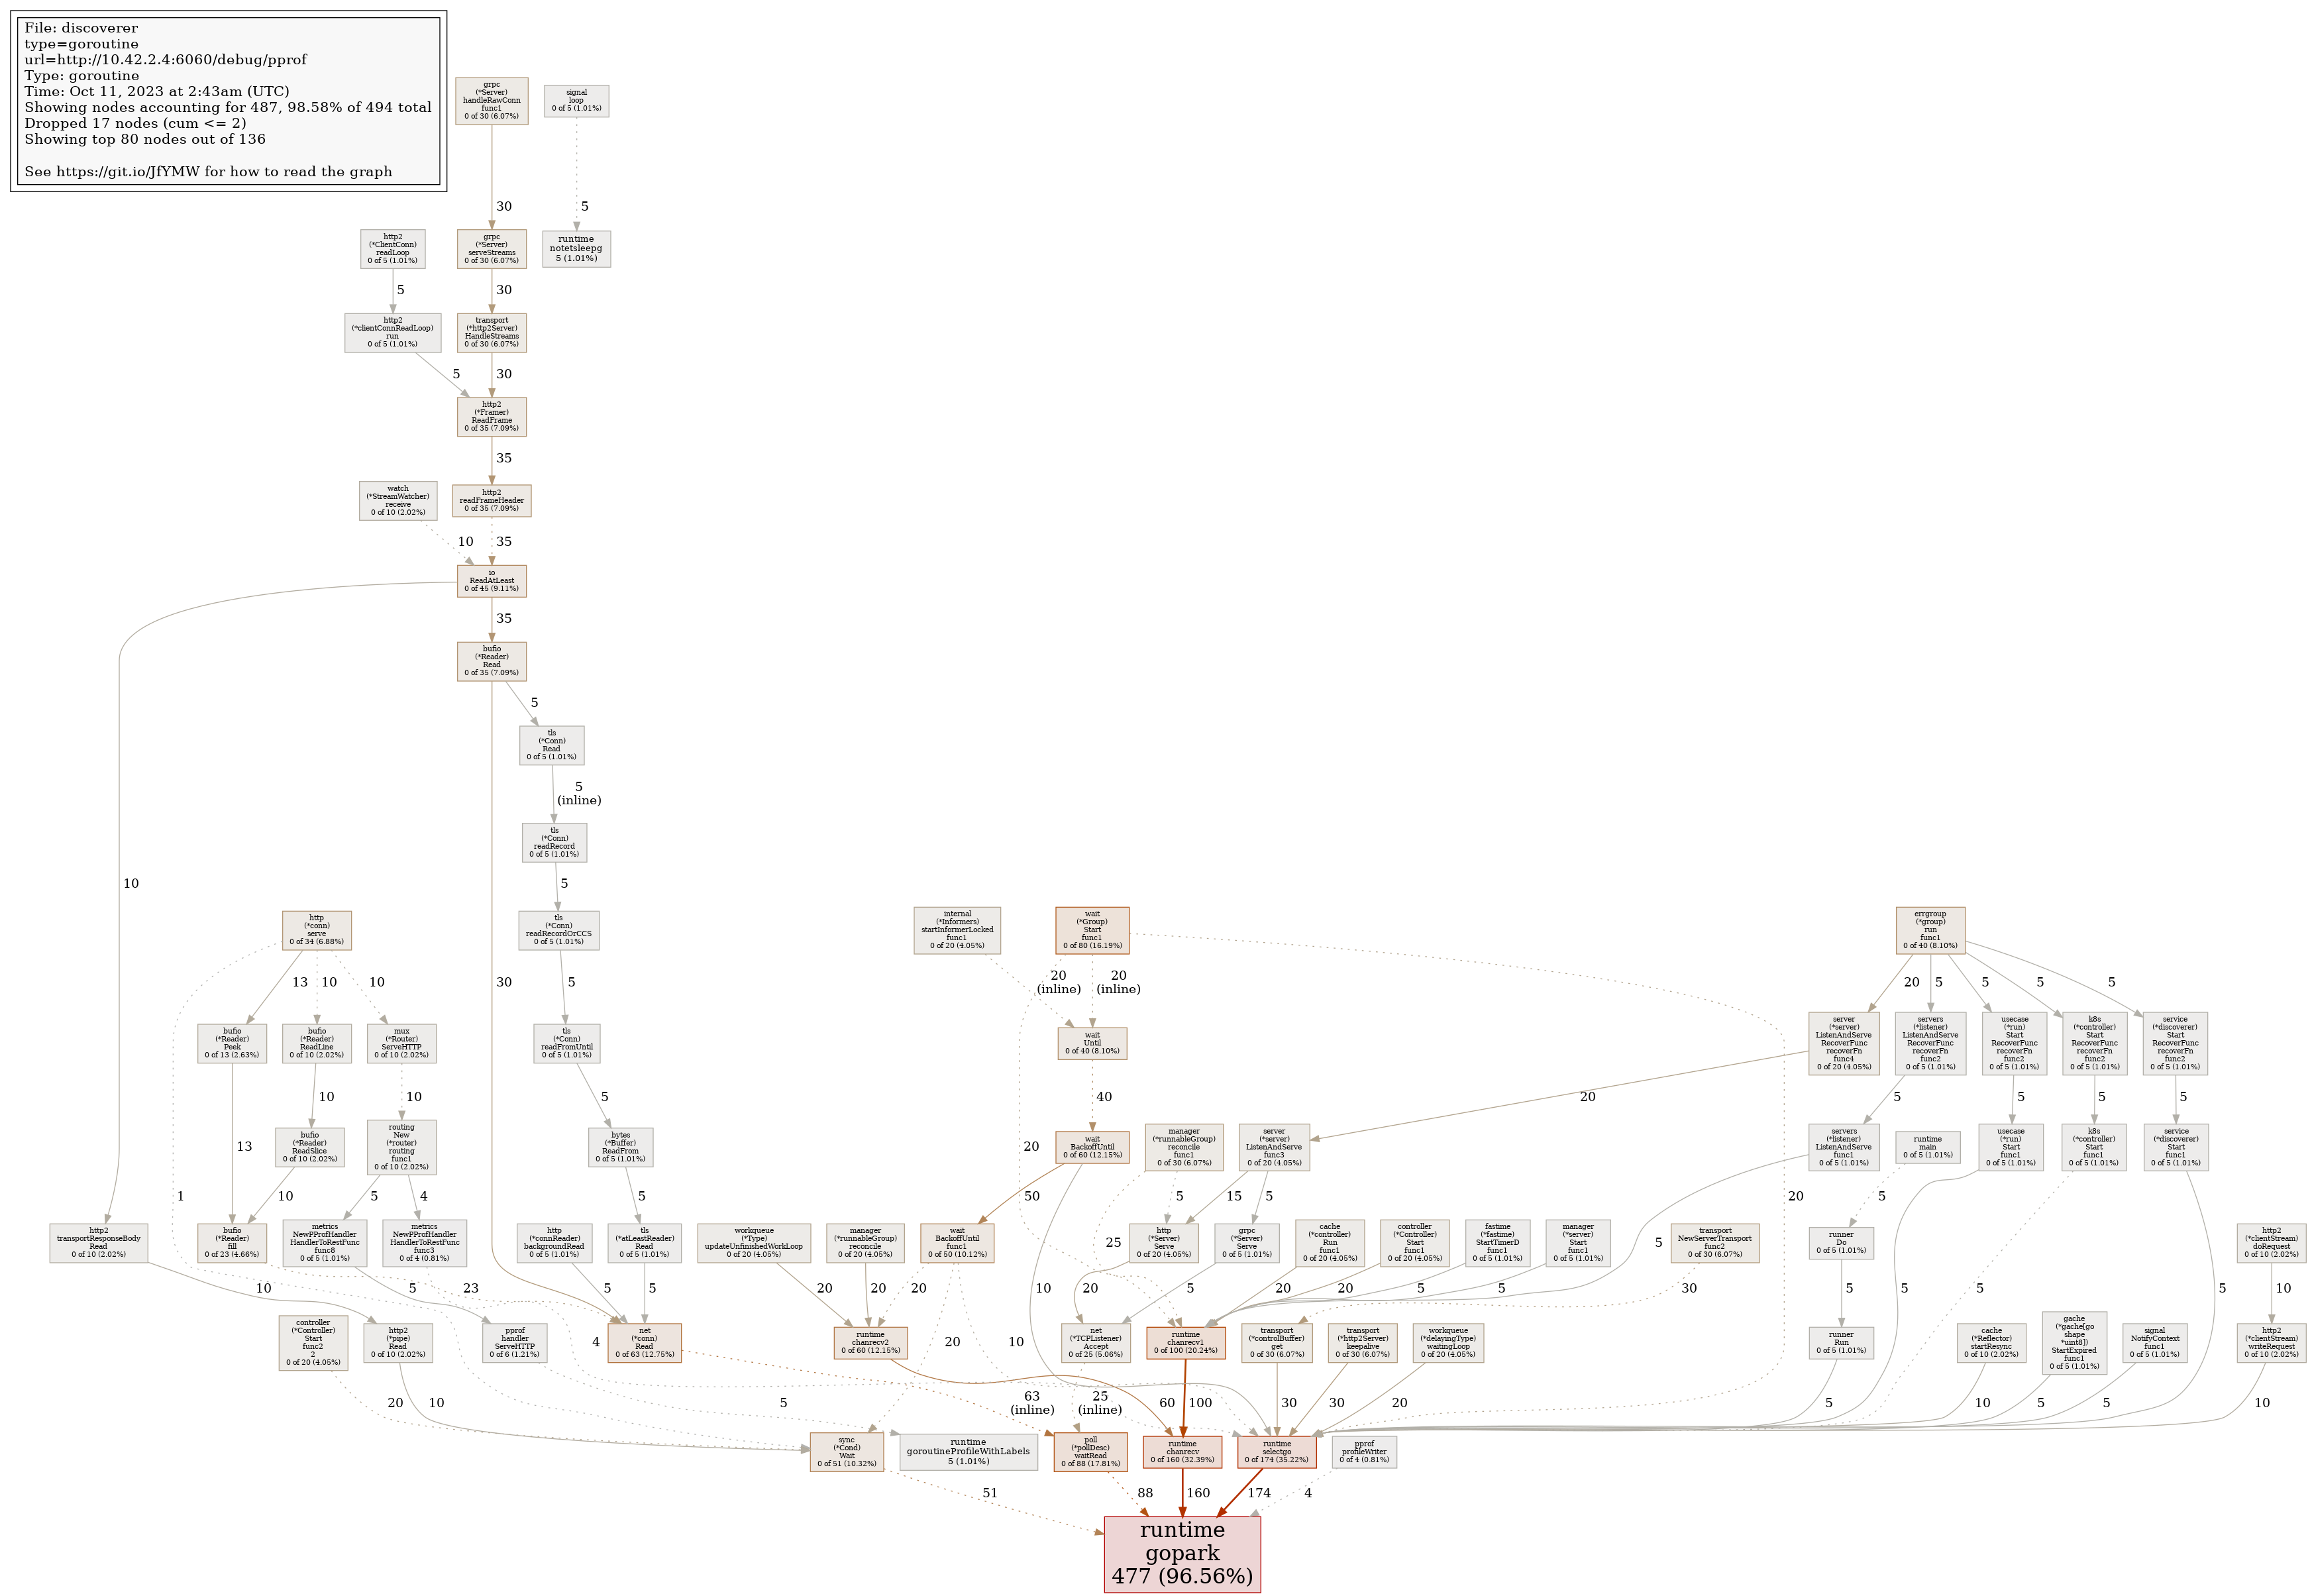 File: discoverer
type=goroutine
url=http://10.42.2.4:6060/debug/pprof
Type: goroutine
Time: Oct 11, 2023 at 2:43am (UTC)
Showing nodes accounting for 487, 98.58% of 494 total
Dropped 17 nodes (cum <= 2)
Showing top 80 nodes out of 136
See https://git.io/JfYMW for how to read the graph
grpc
(*Server)
handleRawConn
func1
0 of 30 (6.07%)
signal
loop
0 of 5 (1.01%)
30
5
http2
(*ClientConn)
readLoop
0 of 5 (1.01%)
grpc
(*Server)
serveStreams
0 of 30 (6.07%)
runtime
notetsleepg
5 (1.01%)
5
30
http2
(*clientConnReadLoop)
run
0 of 5 (1.01%)
transport
(*http2Server)
HandleStreams
0 of 30 (6.07%)
5
30
http2
(*Framer)
ReadFrame
0 of 35 (7.09%)
35
watch
(*StreamWatcher)
receive
0 of 10 (2.02%)
http2
readFrameHeader
0 of 35 (7.09%)
10
35
io
ReadAtLeast
0 of 45 (9.11%)
35
bufio
(*Reader)
Read
0 of 35 (7.09%)
5
tls
(*Conn)
Read
0 of 5 (1.01%)
5
(inline)
tls
(*Conn)
readRecord
0 of 5 (1.01%)
10
5
http
(*conn)
serve
0 of 34 (6.88%)
tls
(*Conn)
readRecordOrCCS
0 of 5 (1.01%)
internal
(*Informers)
startInformerLocked
func1
0 of 20 (4.05%)
wait
(*Group)
Start
func1
0 of 80 (16.19%)
errgroup
(*group)
run
func1
0 of 40 (8.10%)
13
10
10
30
5
20
(inline)
20
(inline)
20
5
5
5
5
bufio
(*Reader)
Peek
0 of 13 (2.63%)
bufio
(*Reader)
ReadLine
0 of 10 (2.02%)
mux
(*Router)
ServeHTTP
0 of 10 (2.02%)
tls
(*Conn)
readFromUntil
0 of 5 (1.01%)
wait
Until
0 of 40 (8.10%)
server
(*server)
ListenAndServe
RecoverFunc
recoverFn
func4
0 of 20 (4.05%)
servers
(*listener)
ListenAndServe
RecoverFunc
recoverFn
func2
0 of 5 (1.01%)
usecase
(*run)
Start
RecoverFunc
recoverFn
func2
0 of 5 (1.01%)
k8s
(*controller)
Start
RecoverFunc
recoverFn
func2
0 of 5 (1.01%)
service
(*discoverer)
Start
RecoverFunc
recoverFn
func2
0 of 5 (1.01%)
10
10
5
40
20
5
5
5
5
13
bufio
(*Reader)
ReadSlice
0 of 10 (2.02%)
routing
New
(*router)
routing
func1
0 of 10 (2.02%)
bytes
(*Buffer)
ReadFrom
0 of 5 (1.01%)
20
wait
BackoffUntil
0 of 60 (12.15%)
manager
(*runnableGroup)
reconcile
func1
0 of 30 (6.07%)
server
(*server)
ListenAndServe
func3
0 of 20 (4.05%)
servers
(*listener)
ListenAndServe
func1
0 of 5 (1.01%)
runtime
main
0 of 5 (1.01%)
usecase
(*run)
Start
func1
0 of 5 (1.01%)
k8s
(*controller)
Start
func1
0 of 5 (1.01%)
service
(*discoverer)
Start
func1
0 of 5 (1.01%)
1
10
5
4
5
50
5
15
5
20
5
http2
transportResponseBody
Read
0 of 10 (2.02%)
bufio
(*Reader)
fill
0 of 23 (4.66%)
metrics
NewPProfHandler
HandlerToRestFunc
func8
0 of 5 (1.01%)
metrics
NewPProfHandler
HandlerToRestFunc
func3
0 of 4 (0.81%)
http
(*connReader)
backgroundRead
0 of 5 (1.01%)
tls
(*atLeastReader)
Read
0 of 5 (1.01%)
workqueue
(*Type)
updateUnfinishedWorkLoop
0 of 20 (4.05%)
manager
(*runnableGroup)
reconcile
0 of 20 (4.05%)
wait
BackoffUntil
func1
0 of 50 (10.12%)
25
http
(*Server)
Serve
0 of 20 (4.05%)
grpc
(*Server)
Serve
0 of 5 (1.01%)
cache
(*controller)
Run
func1
0 of 20 (4.05%)
controller
(*Controller)
Start
func1
0 of 20 (4.05%)
fastime
(*fastime)
StartTimerD
func1
0 of 5 (1.01%)
manager
(*server)
Start
func1
0 of 5 (1.01%)
5
transport
NewServerTransport
func2
0 of 30 (6.07%)
runner
Do
0 of 5 (1.01%)
http2
(*clientStream)
doRequest
0 of 10 (2.02%)
10
5
23
5
5
20
20
20
10
20
5
20
20
5
5
30
5
5
5
5
10
controller
(*Controller)
Start
func2
2
0 of 20 (4.05%)
http2
(*pipe)
Read
0 of 10 (2.02%)
pprof
handler
ServeHTTP
0 of 6 (1.21%)
4
net
(*conn)
Read
0 of 63 (12.75%)
runtime
chanrecv2
0 of 60 (12.15%)
20
10
net
(*TCPListener)
Accept
0 of 25 (5.06%)
runtime
chanrecv1
0 of 100 (20.24%)
transport
(*controlBuffer)
get
0 of 30 (6.07%)
transport
(*http2Server)
keepalive
0 of 30 (6.07%)
workqueue
(*delayingType)
waitingLoop
0 of 20 (4.05%)
runner
Run
0 of 5 (1.01%)
cache
(*Reflector)
startResync
0 of 10 (2.02%)
gache
(*gache[go
shape
*uint8])
StartExpired
func1
0 of 5 (1.01%)
signal
NotifyContext
func1
0 of 5 (1.01%)
http2
(*clientStream)
writeRequest
0 of 10 (2.02%)
20
10
5
63
(inline)
25
(inline)
60
100
30
30
20
5
10
5
5
10
sync
(*Cond)
Wait
0 of 51 (10.32%)
runtime
goroutineProfileWithLabels
5 (1.01%)
poll
(*pollDesc)
waitRead
0 of 88 (17.81%)
runtime
chanrecv
0 of 160 (32.39%)
runtime
selectgo
0 of 174 (35.22%)
pprof
profileWriter
0 of 4 (0.81%)
51
88
160
174
4
runtime
gopark
477 (96.56%)